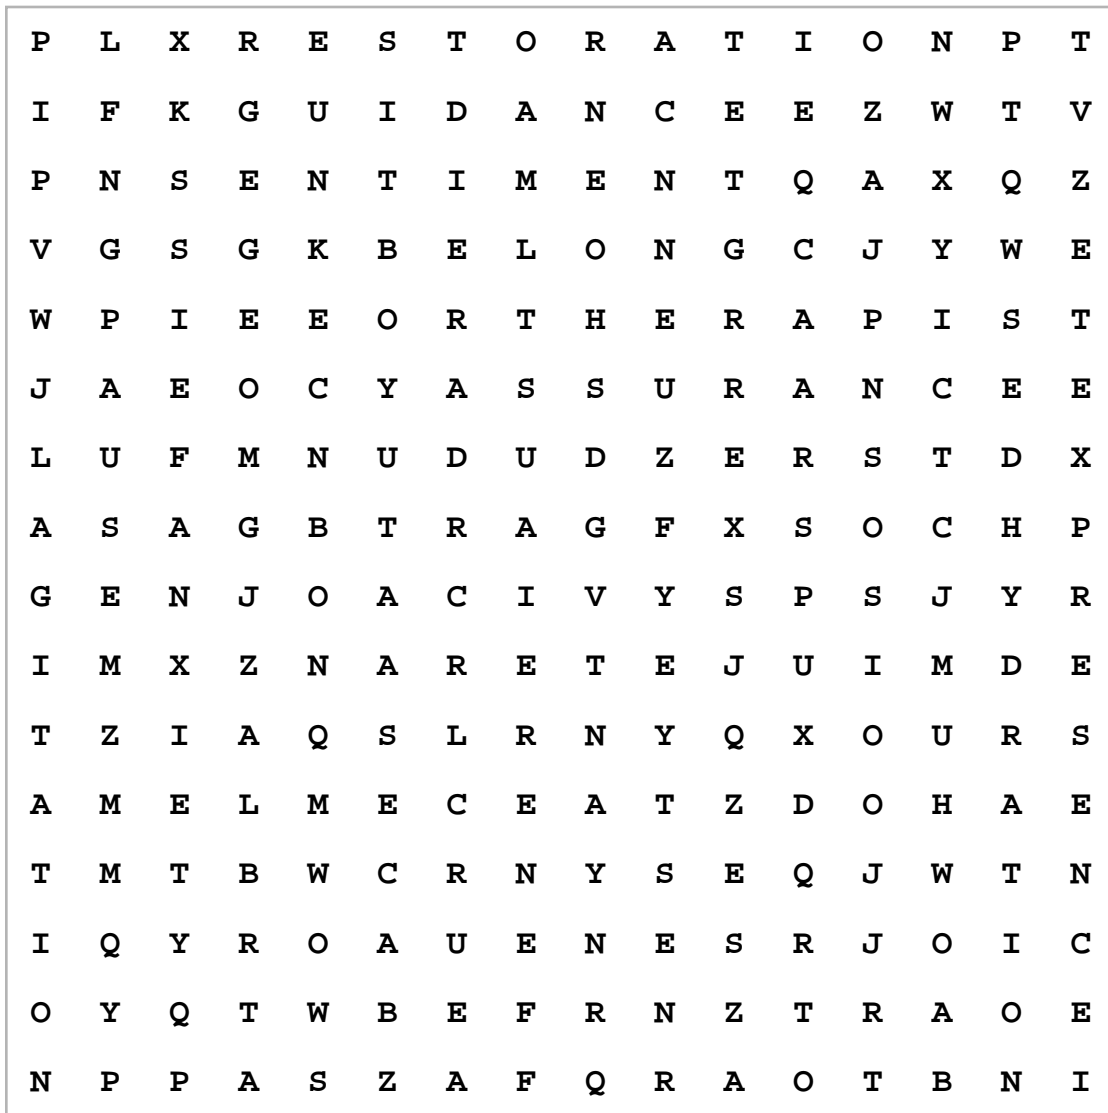 P L X R E S T O R A T I O N P T
I F K G U I D A N C E E Z W T V
P N S E N T I M E N T Q A X Q Z
V G S G K B E L O N G C J Y W E
W P I E E O R T H E R A P I S T
J A E O C Y A S S U R A N C E E
L U F M N U D U D Z E R S T D X
A S A G B T R A G F X S O C H P
G E N J O A C I V Y S P S J Y R
I M X Z N A R E T E J U I M D E
T Z I A Q S L R N Y Q X O U R S
A M E L M E C E A T Z D O H A E
T M T B W C R N Y S E Q J W T N
I Q Y R O A U E N E S R J O I C
O Y Q T W B E F R N Z T R A O E
N P P A S Z A F Q R A O T B N I